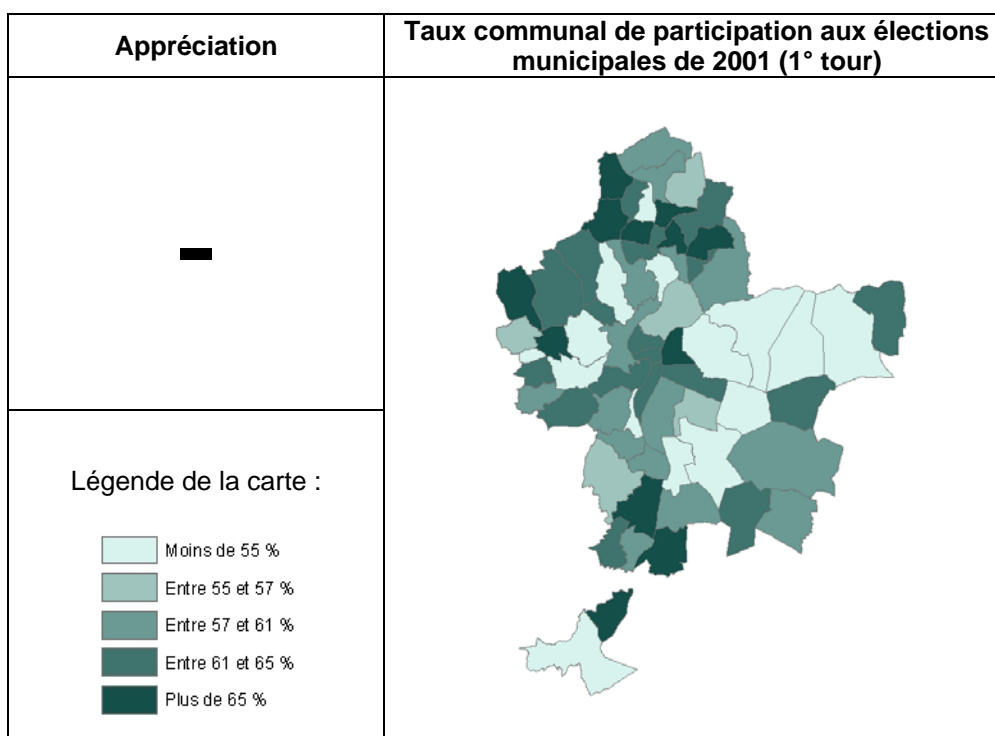 Appréciation
Taux communal de participation aux élections
municipales de 2001 (1° tour)
-
Légende de la carte :
Moins de 55 %
Entre 55 et 57 %
Entre 57 et 61 %
Entre 61 et 65 %
Plus de 65 %